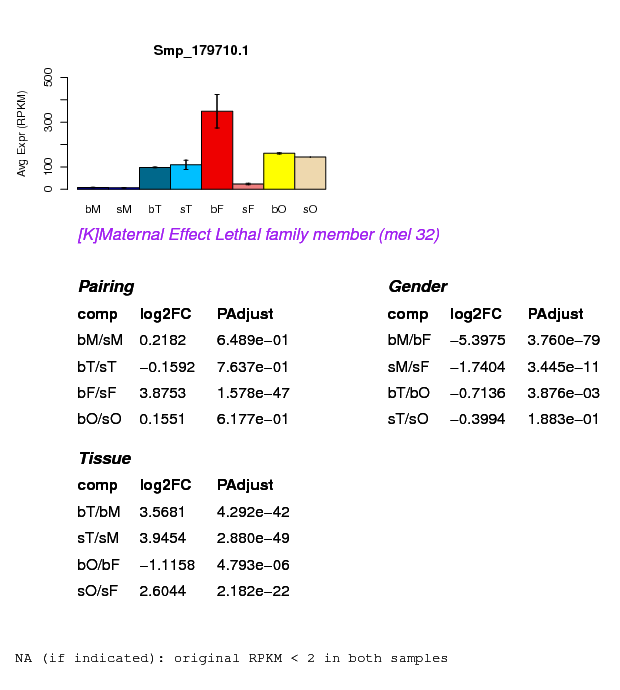 Smp_179710.1
Avg Expr (RPKM)
500
300
100
0
bM sM bT sT bF sF bO sO
[K]Maternal Effect Lethal family member (mel 32)
Pairing
comp log2FC PAdjust
bM/sM 0.2182 6.489e−01
bT/sT −0.1592 7.637e−01
bF/sF 3.8753 1.578e−47
bO/sO 0.1551 6.177e−01
Gender
comp log2FC PAdjust
bM/bF −5.3975 3.760e−79
sM/sF −1.7404 3.445e−11
bT/bO −0.7136 3.876e−03
sT/sO −0.3994 1.883e−01
Tissue
comp log2FC PAdjust
bT/bM 3.5681 4.292e−42
sT/sM 3.9454 2.880e−49
bO/bF −1.1158 4.793e−06
sO/sF 2.6044 2.182e−22
NA (if indicated): original RPKM < 2 in both samples